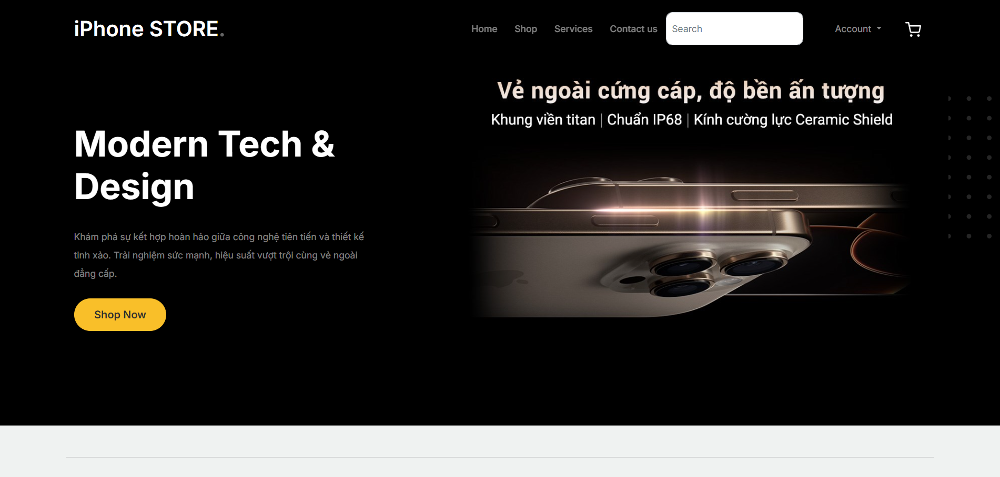 iPhone STORE.
Home
Shop
Services
Contact us
Search
Account
Vẻ ngoài cứng cáp, độ bền ấn tượng
Khung viền titan | Chuẩn IP68 | Kính cường lực Ceramic Shield
Modern Tech &
Design
Khám phá sự kết hợp hoàn hảo giữa công nghệ tiên tiến và thiết kế
tinh xảo. Trải nghiệm sức mạnh, hiệu suất vượt trội cùng vẻ ngoài
đẳng cấp.
Shop Now